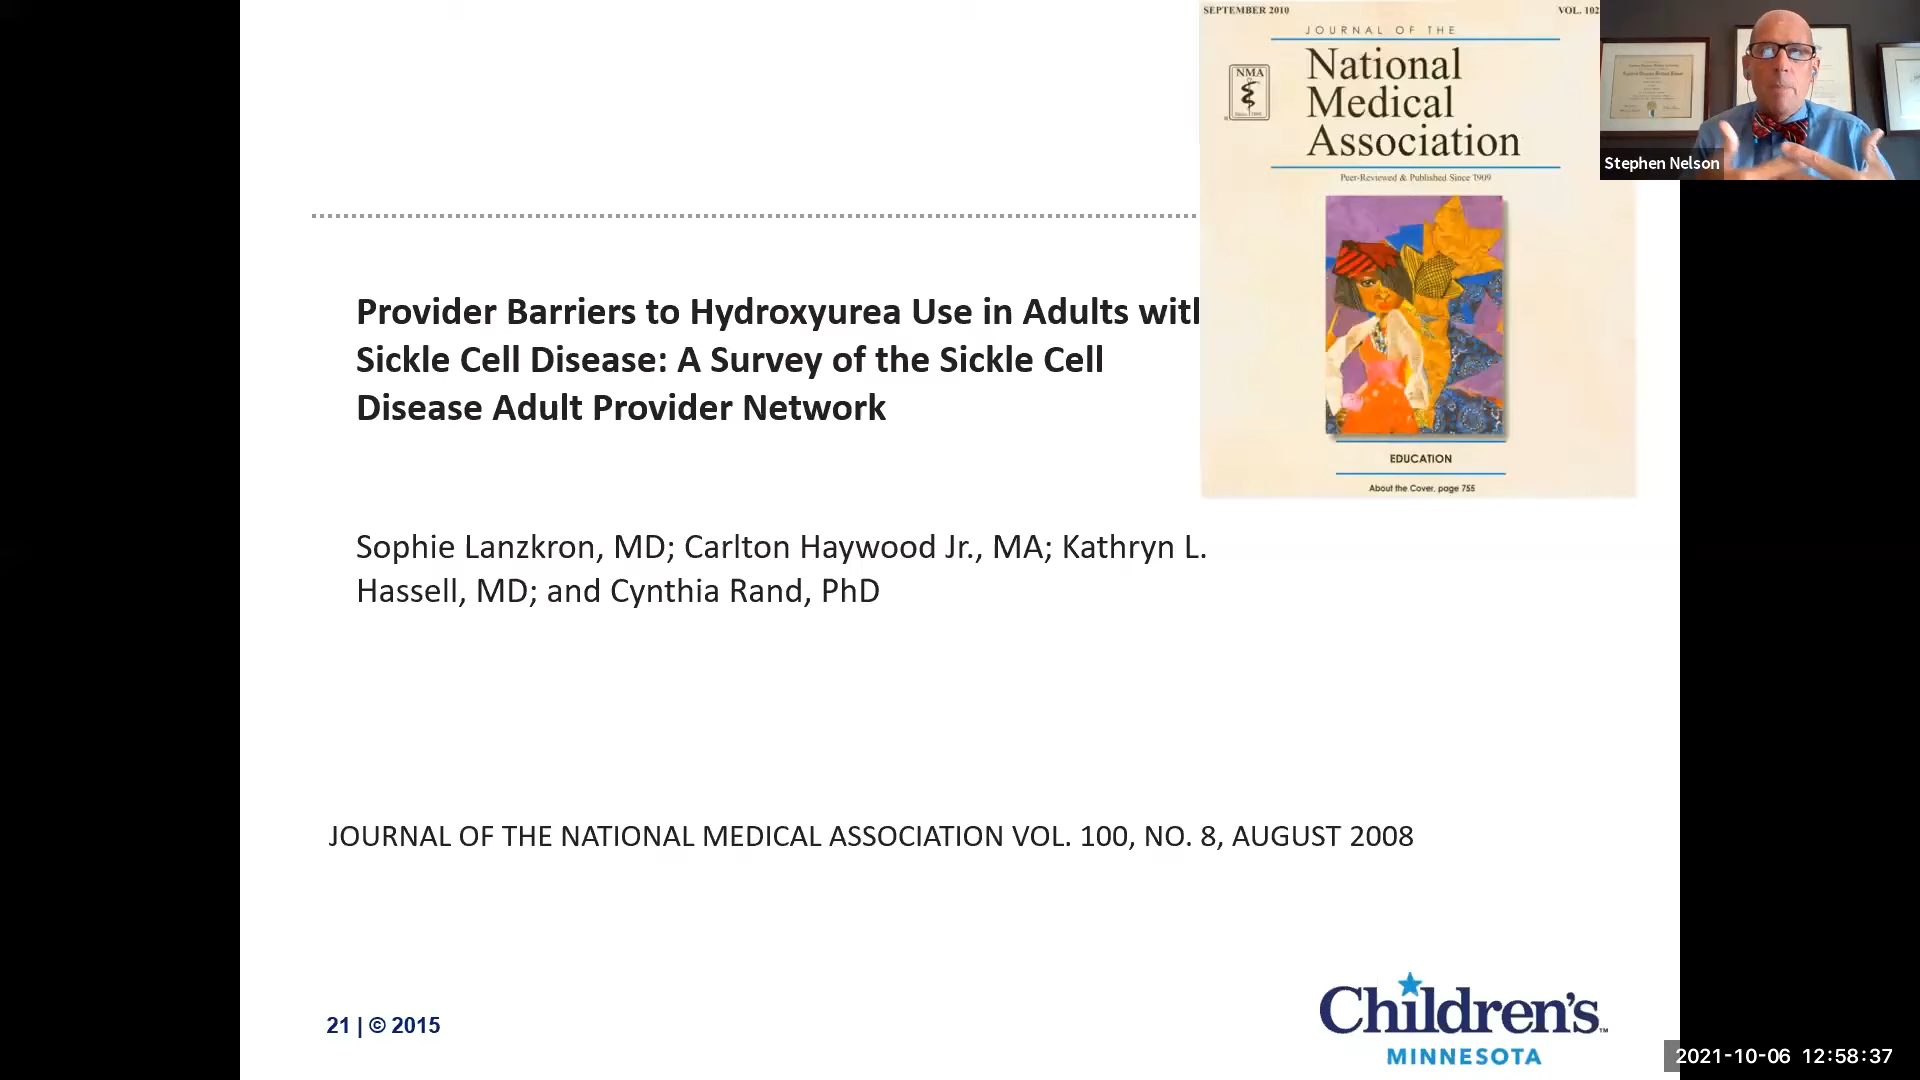 SEPTEMBER 2010
VOL. 102
JOURNAL OF THE
NMA
National
Medical
Association
Peer-Reviewed & Published Since 1909
EDUCATION
About the Cover, page 755
Stephen Nelson
Provider Barriers to Hydroxyurea Use in Adults with
Sickle Cell Disease: A Survey of the Sickle Cell
Disease Adult Provider Network
Sophie Lanzkron, MD; Carlton Haywood Jr., MA; Kathryn L.
Hassell, MD; and Cynthia Rand, PhD
JOURNAL OF THE NATIONAL MEDICAL ASSOCIATION VOL. 100, NO. 8, AUGUST 2008
21 | © 2015
Children's™
MINNESOTA
2021-10-06 12:58:37